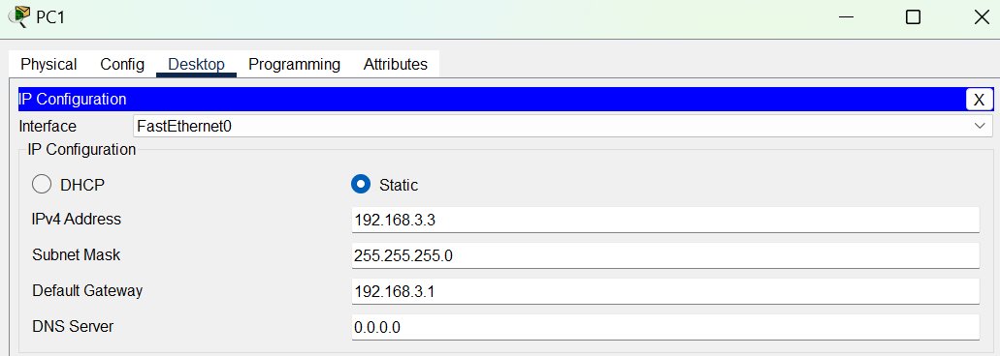 PC1
Physical Config Desktop Programming Attributes
IP Configuration X
Interface FastEthernet0
IP Configuration
DHCP Static
IPv4 Address 192.168.3.3
Subnet Mask 255.255.255.0
Default Gateway 192.168.3.1
DNS Server 0.0.0.0